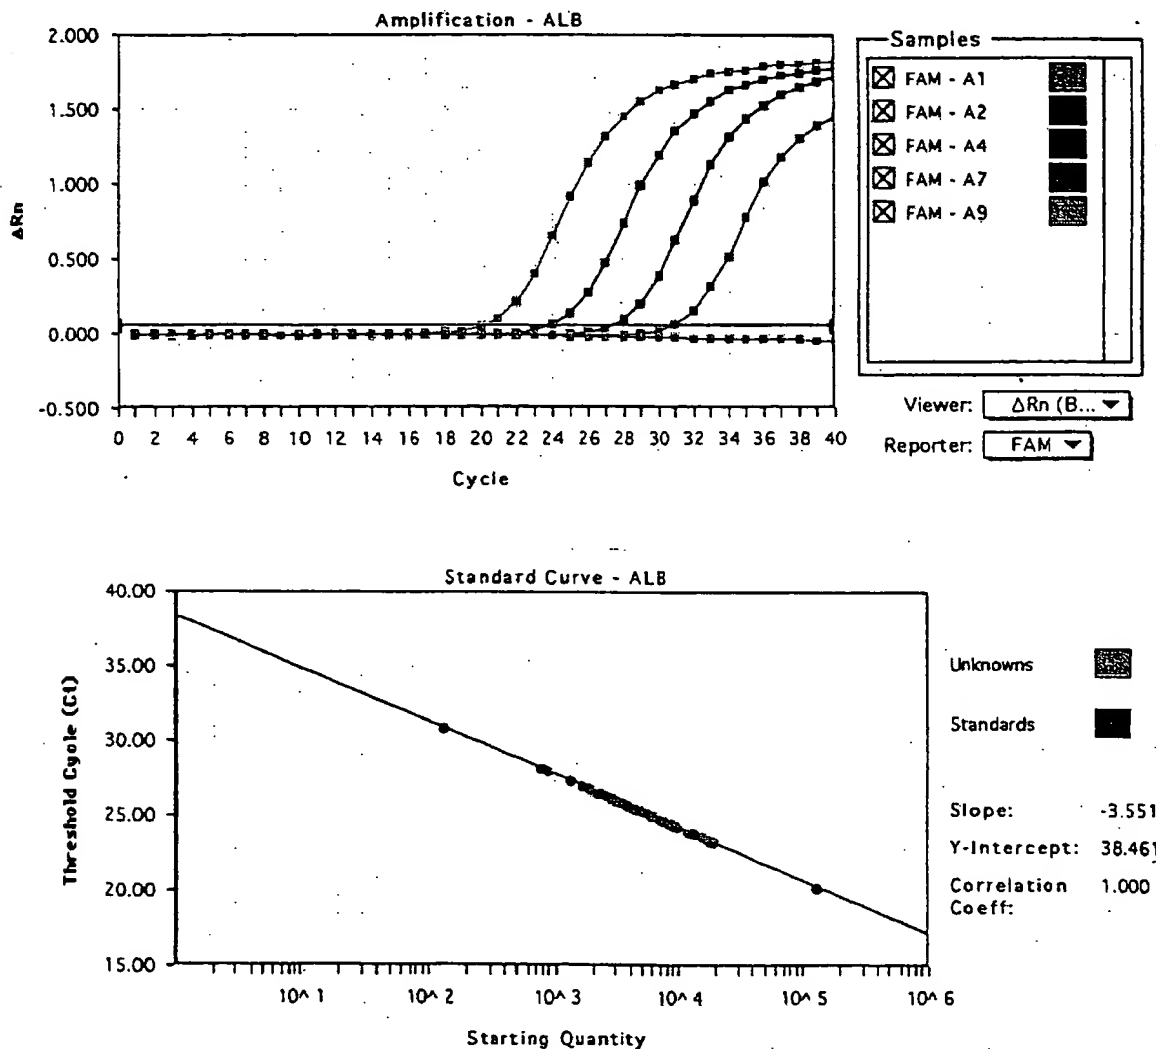 Amplification - ALB
2.000
1.500
1.000
0.500
0.000
-0.500
ΔRn
0 2 4 6 8 10 12 14 16 18 20 22 24 26 28 30 32 34 36 38 40
Cycle
Samples
FAM - A1
FAM - A2
FAM - A4
FAM - A7
FAM - A9
Viewer: ΔRn (B... ▼
Reporter: FAM ▼
Standard Curve - ALB
40.00
35.00
30.00
25.00
20.00
15.00
Threshold Cycle (Ct)
10^1 10^2 10^3 10^4 10^5 10^6
Starting Quantity
Unknowns
Standards
Slope: -3.551
Y-Intercept: 38.461
Correlation 1.000
Coeff: